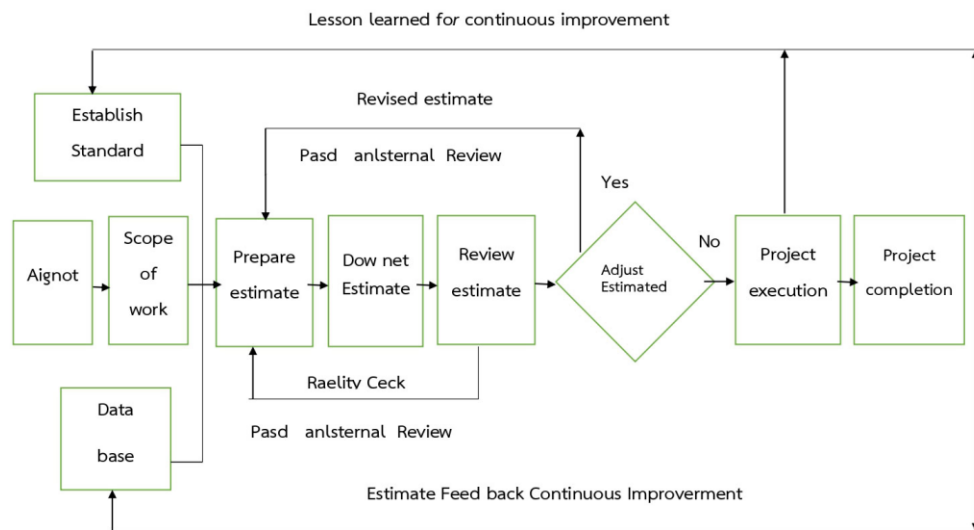 Lesson learned for continuous improvement
Revised estimate
Establish
Standard
Pasd anlsternal Review
Yes
Aignot
Scope
of
work
Prepare
estimate
Dow net
Estimate
Review
estimate
Adjust
Estimated
No
Project
execution
Project
completion
Raelity Ceck
Pasd anlsternal Review
Data
base
Estimate Feed back Continuous Improverment